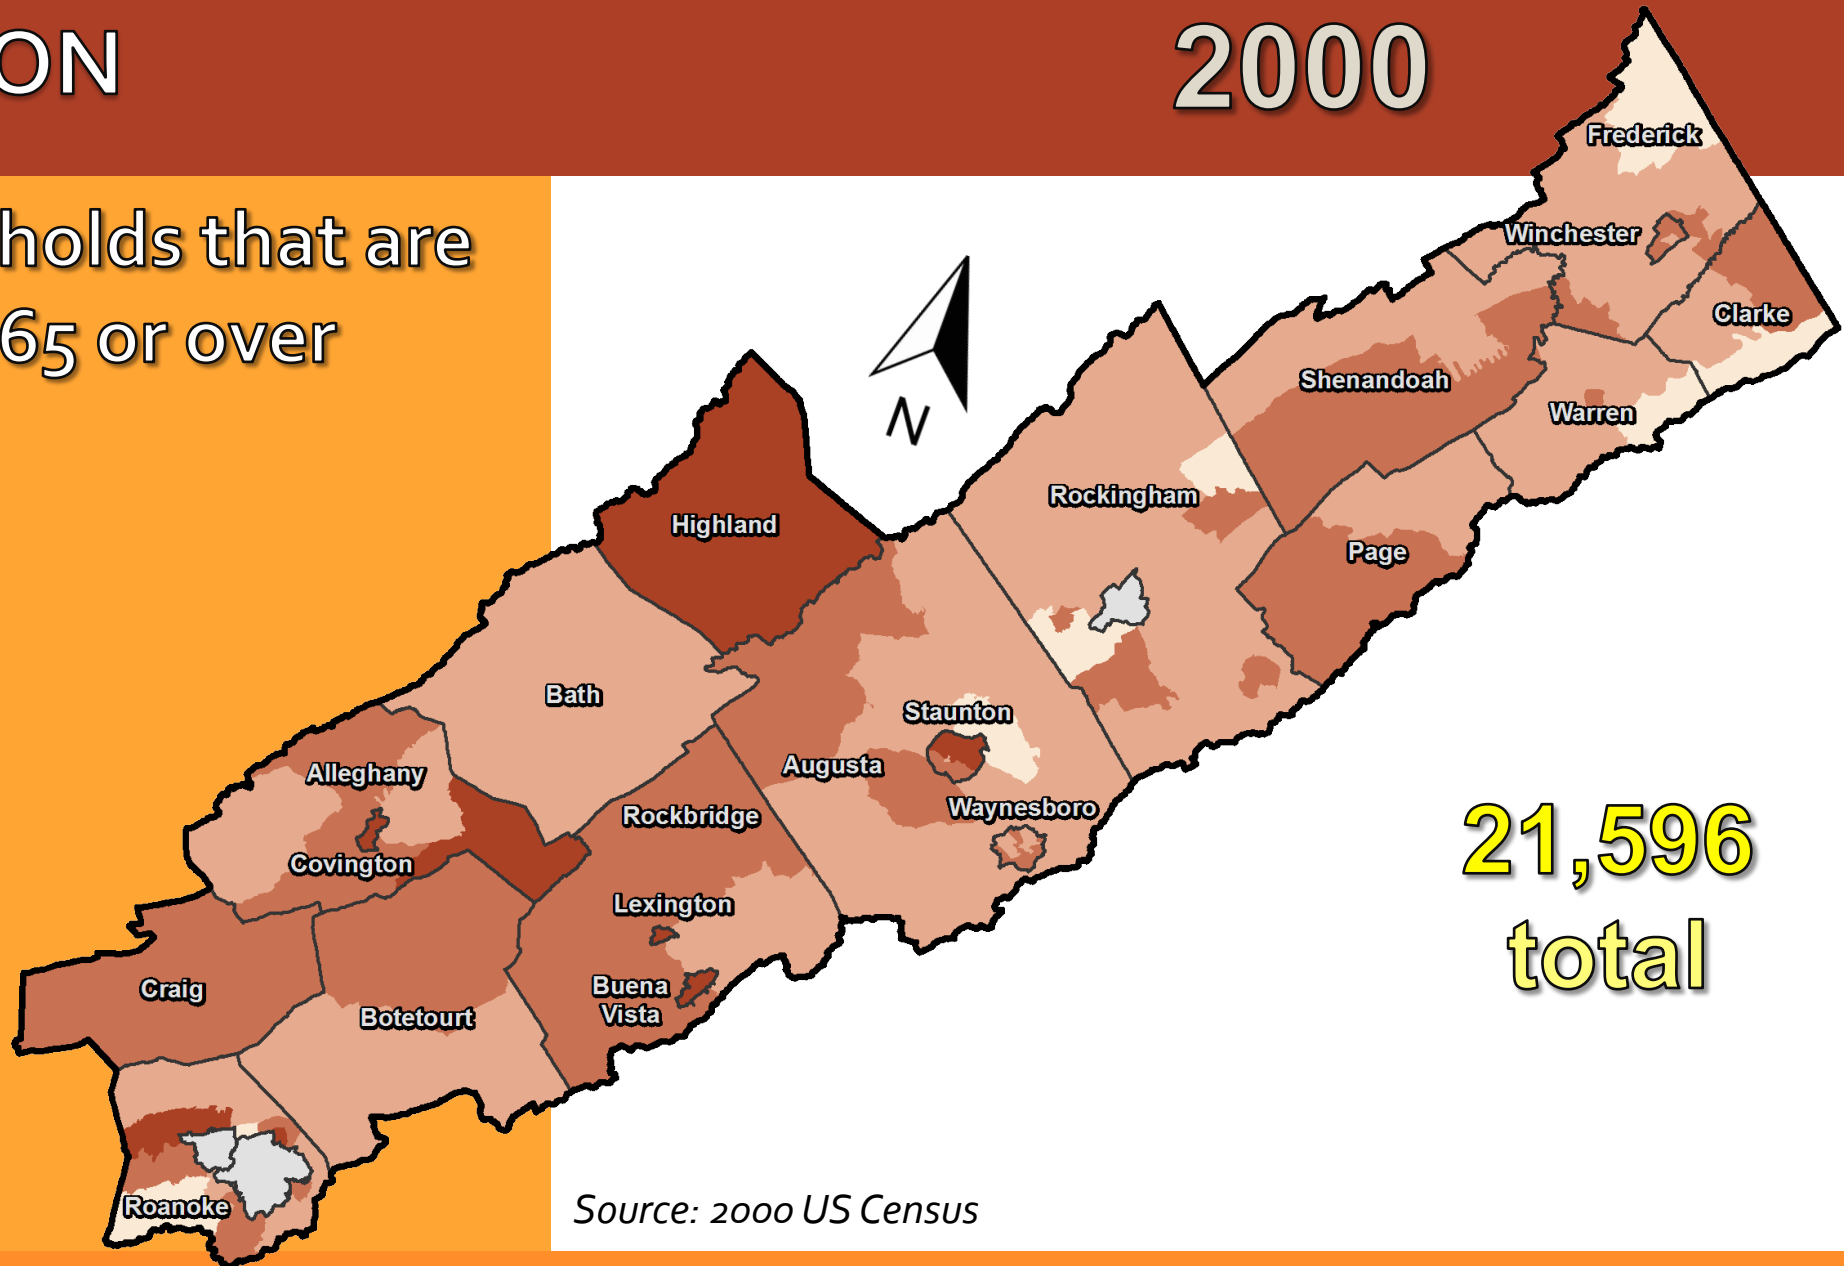 ON
2000
holds that are
65 or over
N
Frederick
Winchester
Clarke
Shenandoah
Warren
Rockingham
Page
Highland
Bath
Staunton
Augusta
Alleghany
Waynesboro
Rockbridge
Covington
Lexington
Buena
Vista
Craig
Botetourt
Roanoke
21,596
total
Source: 2000 US Census